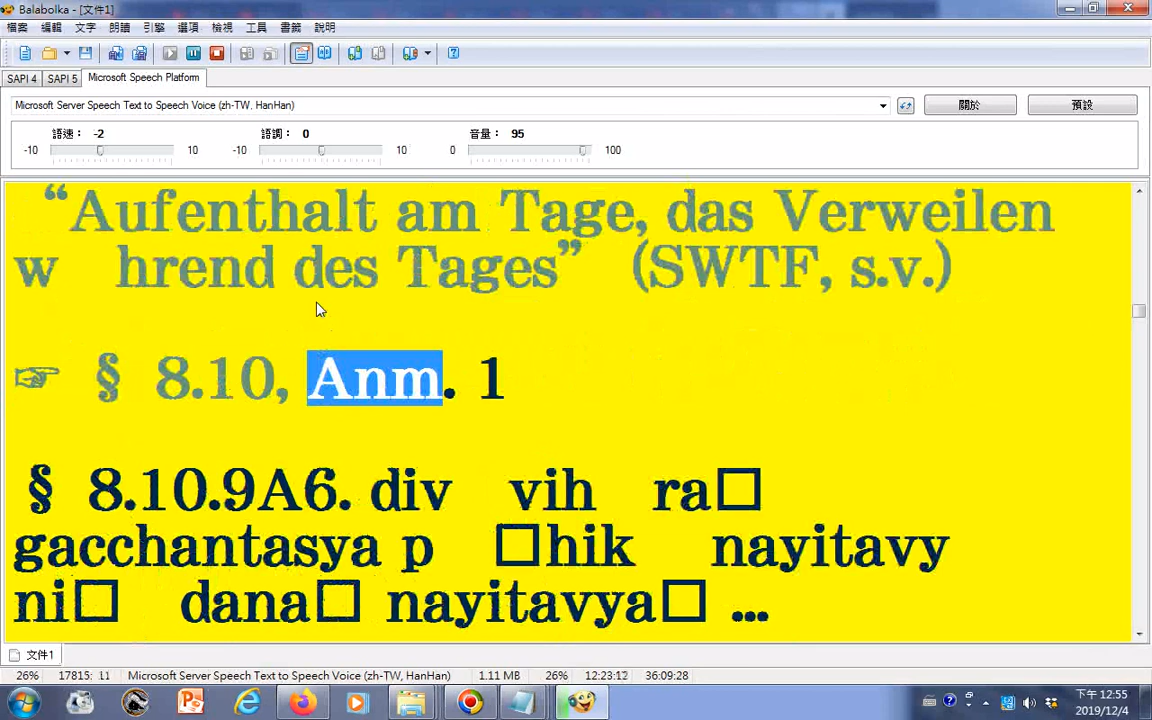 Balabolka - [文件1]
檔案 編輯 文字 朗讀 引擎 選項 檢視 工具 書籤 說明
SAPI 4 SAPI 5 Microsoft Speech Platform
Microsoft Server Speech Text to Speech Voice (zh-TW, HanHan) 關於 預設
語速： -2 語調： 0 音量： 95
-10 10 -10 10 0 100
“Aufenthalt am Tage, das Verweilen
w hrend des Tages” (SWTF, s.v.)
☞ § 8.10, Anm. 1
§ 8.10.9A6. div vih ra□
gacchantasya p □hik nayitavy
ni□ dana□ nayitavya□ ...
文件1
26% 17815: 11 Microsoft Server Speech Text to Speech Voice (zh-TW, HanHan) 1.11 MB 26% 12:23:12 36:09:28
下午 12:55
2019/12/4